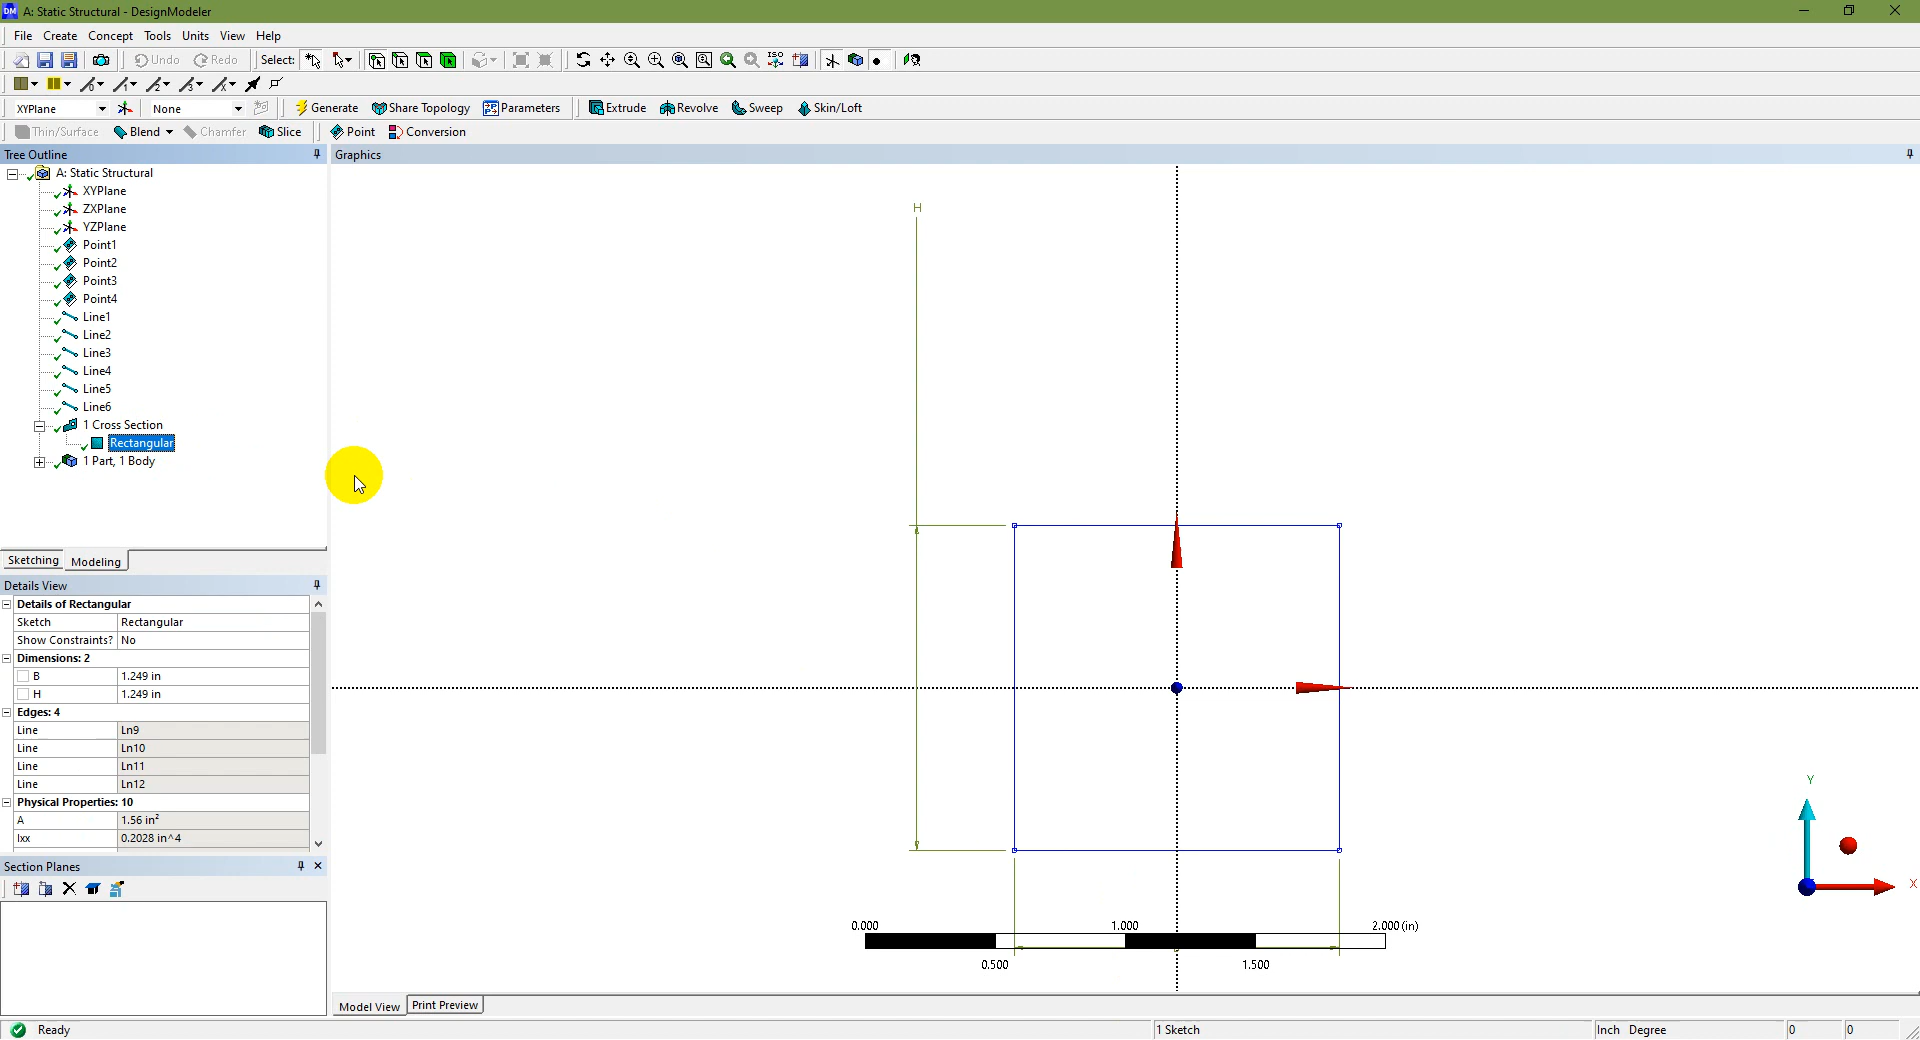 A: Static Structural - DesignModeler
File Create Concept Tools Units View Help
Undo Redo Select:
XYPlane None Generate Share Topology Parameters Extrude Revolve Sweep Skin/Loft
Thin/Surface Blend Chamfer Slice Point Conversion
Tree Outline
A: Static Structural
XYPlane
ZXPlane
YZPlane
Point1
Point2
Point3
Point4
Line1
Line2
Line3
Line4
Line5
Line6
1 Cross Section
Rectangular
1 Part, 1 Body
Sketching Modeling
Details View
Details of Rectangular
Sketch Rectangular
Show Constraints? No
Dimensions: 2
B 1.249 in
H 1.249 in
Edges: 4
Line Ln9
Line Ln10
Line Ln11
Line Ln12
Physical Properties: 10
A 1.56 in²
Ixx 0.2028 in^4
Section Planes
Graphics
H
Y
X
0.000 1.000 2.000 (in)
0.500 1.500
Model View Print Preview
Ready 1 Sketch Inch Degree 0 0